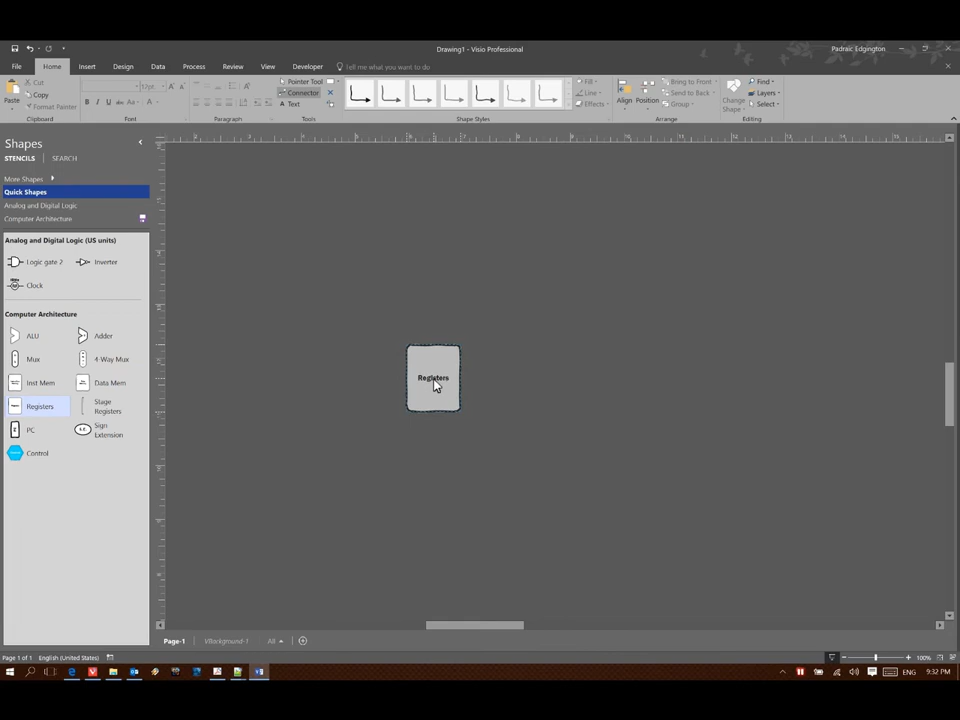 Drawing1 - Visio Professional
Padraic Edgington
File Home Insert Design Data Process Review View Developer Tell me what you want to do
Paste
Cut
Copy
Format Painter
Clipboard
12pt.
Font
Paragraph
Pointer Tool
Connector
Text
Tools
Shape Styles
Fill
Line
Effects
Align
Position
Bring to Front
Send to Back
Group
Arrange
Change
Shape
Find
Layers
Select
Editing
Shapes
STENCILS SEARCH
More Shapes
Quick Shapes
Analog and Digital Logic
Computer Architecture
Analog and Digital Logic (US units)
Logic gate 2 Inverter
Clock
Computer Architecture
ALU Adder
Mux 4-Way Mux
Inst Mem Data Mem
Registers Stage
Registers
PC Sign
Extension
Control
Registers
Page-1 VBackground-1 All
Page 1 of 1 English (United States)
100%
ENG 9:32 PM